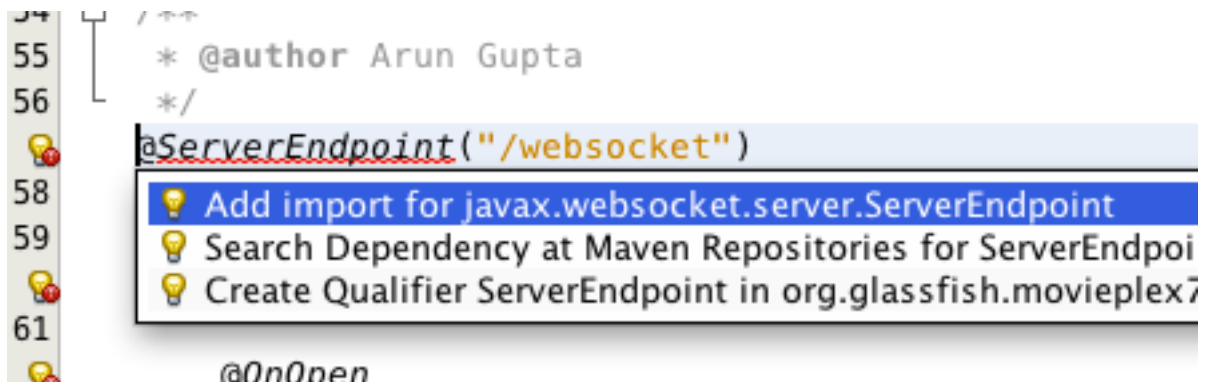 54 /**
55 * @author Arun Gupta
56 */
@ServerEndpoint("/websocket")
58 Add import for javax.websocket.server.ServerEndpoint
59 Search Dependency at Maven Repositories for ServerEndpoi
Create Qualifier ServerEndpoint in org.glassfish.movieplex7
61
@OnOpen